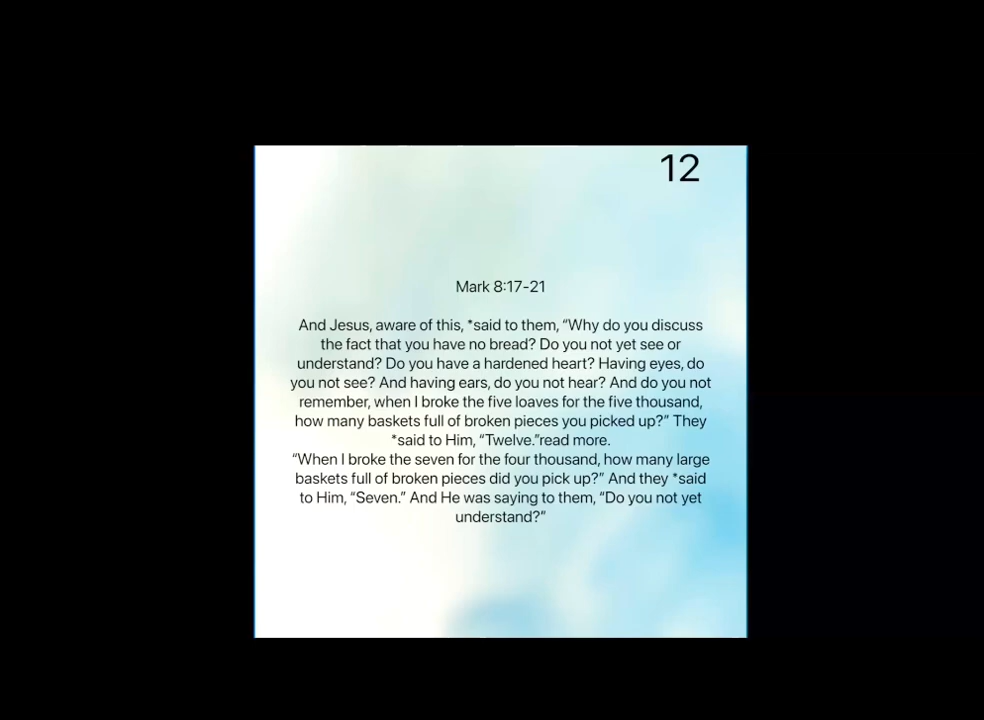 12
Mark 8:17-21
And Jesus, aware of this, *said to them, “Why do you discuss
the fact that you have no bread? Do you not yet see or
understand? Do you have a hardened heart? Having eyes, do
you not see? And having ears, do you not hear? And do you not
remember, when I broke the five loaves for the five thousand,
how many baskets full of broken pieces you picked up?” They
*said to Him, “Twelve.”read more.
“When I broke the seven for the four thousand, how many large
baskets full of broken pieces did you pick up?” And they *said
to Him, “Seven.” And He was saying to them, “Do you not yet
understand?”